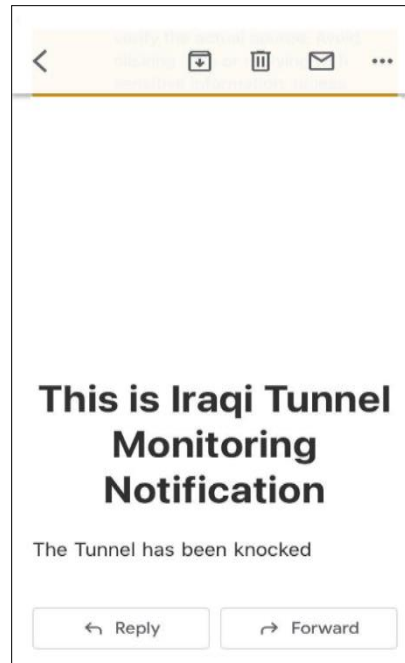 This is Iraqi Tunnel
Monitoring
Notification
The Tunnel has been knocked
Reply
Forward